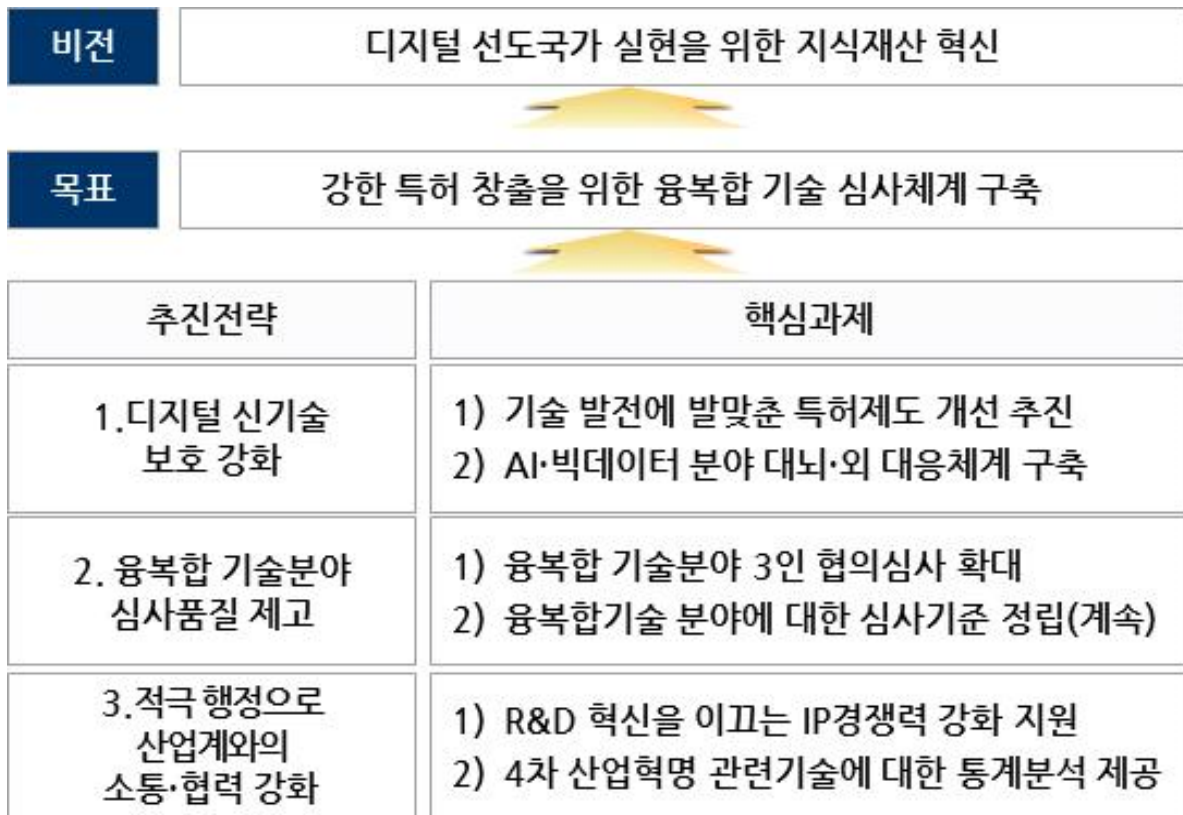 비전
디지털 선도국가 실현을 위한 지식재산 혁신
목표
강한 특허 창출을 위한 융복합 기술 심사체계 구축
추진전략
핵심과제
1.디지털 신기술
보호 강화
1) 기술 발전에 발맞춘 특허제도 개선 추진
2) AI·빅데이터 분야 대뇌·외 대응체계 구축
2. 융복합 기술분야
심사품질 제고
1) 융복합 기술분야 3인 협의심사 확대
2) 융복합기술 분야에 대한 심사기준 정립(계속)
3.적극 행정으로
산업계와의
소통·협력 강화
1) R&D 혁신을 이끄는 IP경쟁력 강화 지원
2) 4차 산업혁명 관련기술에 대한 통계분석 제공